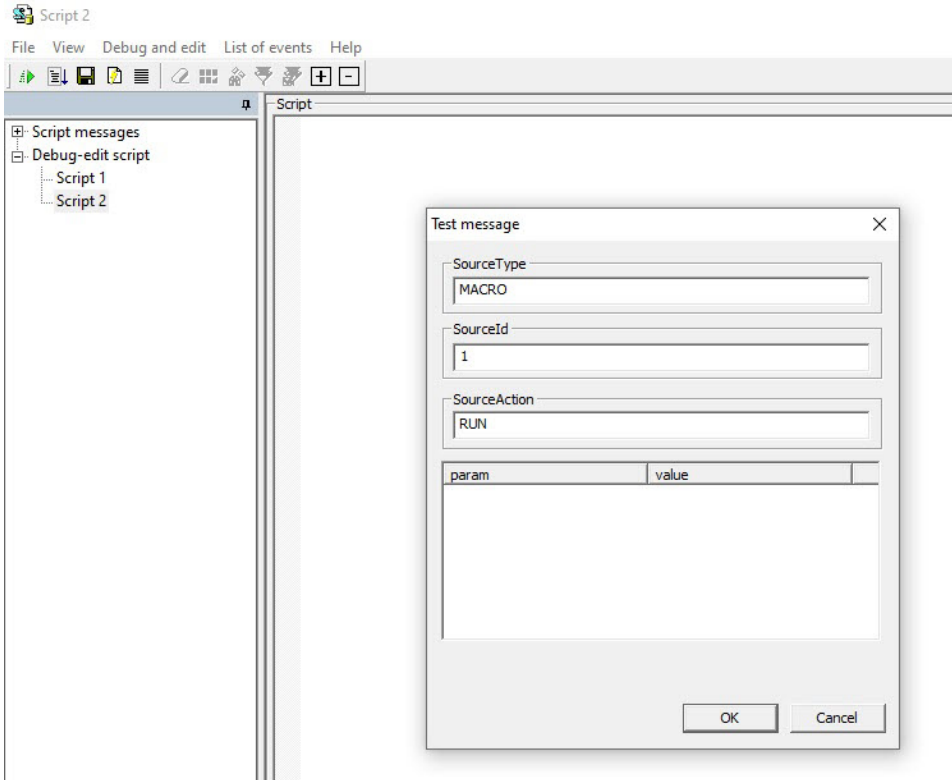 Script 2
File View Debug and edit List of events Help
Script
Script messages
Debug-edit script
Script 1
Script 2
Test message
SourceType
MACRO
SourceId
1
SourceAction
RUN
param value
OK Cancel